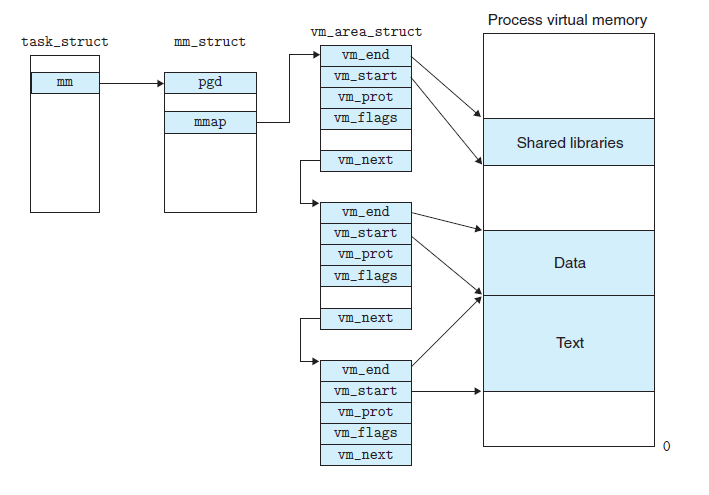 Process virtual memory
task_struct
mm_struct
vm_area_struct
mm
pgd
mmap
vm_end
vm_start
vm_prot
vm_flags
vm_next
vm_end
vm_start
vm_prot
vm_flags
vm_next
vm_end
vm_start
vm_prot
vm_flags
vm_next
Shared libraries
Data
Text
0